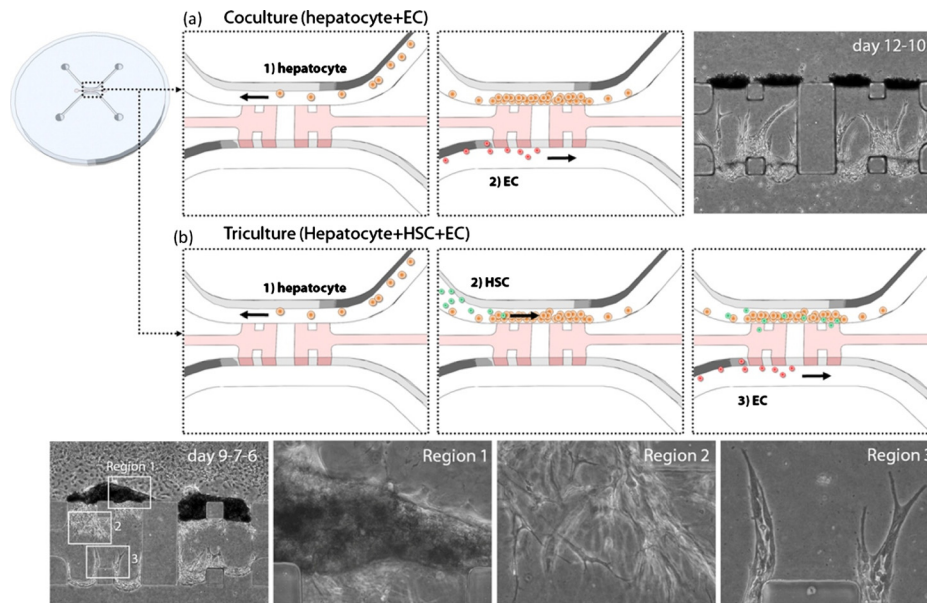 (a) Coculture (hepatocyte+EC)
1) hepatocyte
2) EC
day 12-10
(b) Triculture (Hepatocyte+HSC+EC)
1) hepatocyte
2) HSC
3) EC
day 9-7-6
Region 1
2
3
Region 1
Region 2
Region 3